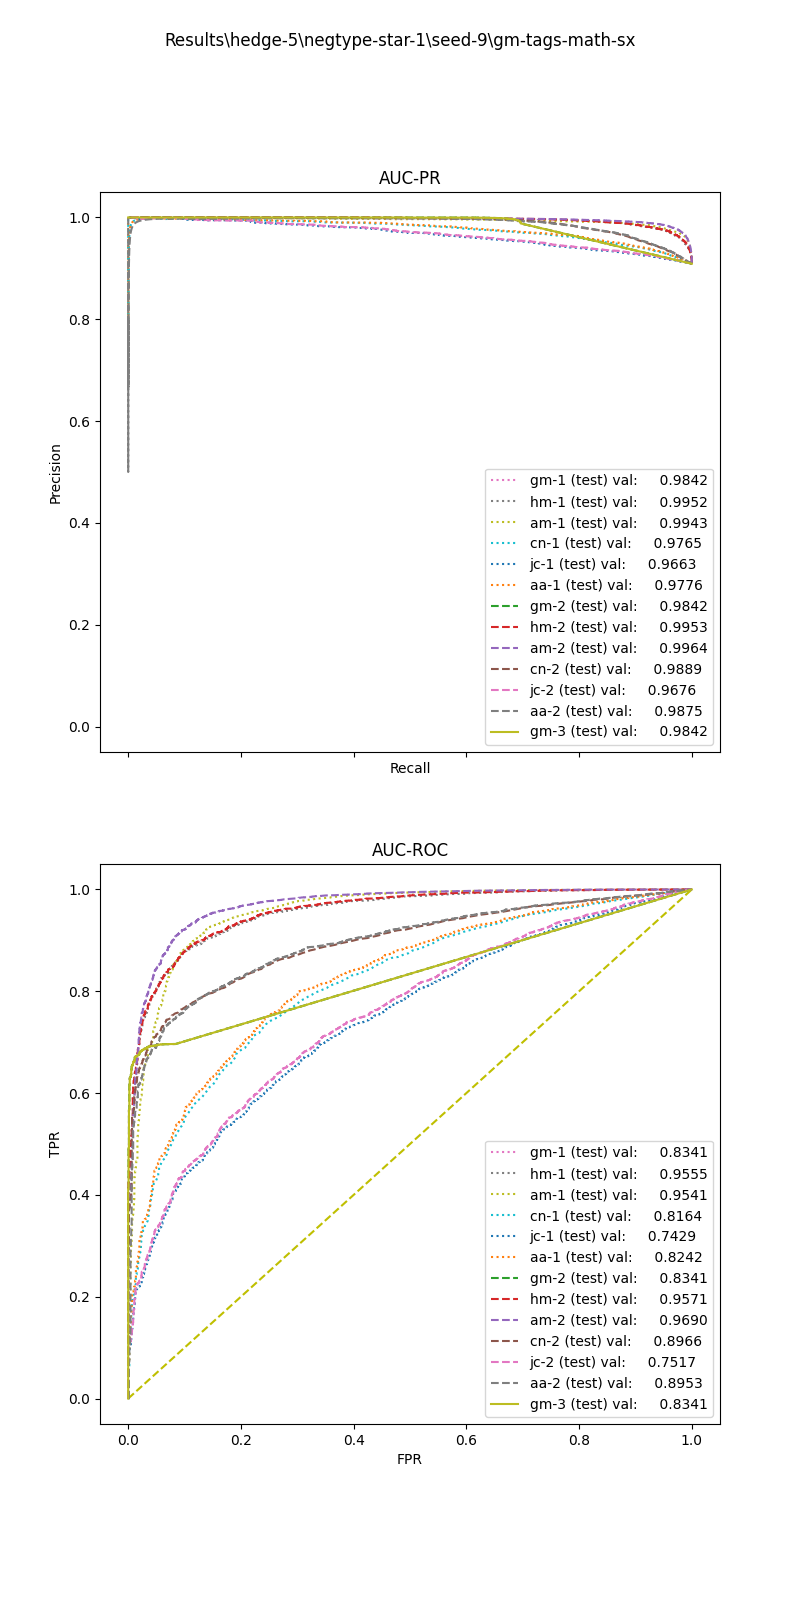 Results\hedge-5\negtype-star-1\seed-9\gm-tags-math-sx
AUC-PR
1.0
0.8
0.6
0.4
0.2
0.0
Precision
gm-1 (test) val: 0.9842
hm-1 (test) val: 0.9952
am-1 (test) val: 0.9943
cn-1 (test) val: 0.9765
jc-1 (test) val: 0.9663
aa-1 (test) val: 0.9776
gm-2 (test) val: 0.9842
hm-2 (test) val: 0.9953
am-2 (test) val: 0.9964
cn-2 (test) val: 0.9889
jc-2 (test) val: 0.9676
aa-2 (test) val: 0.9875
gm-3 (test) val: 0.9842
Recall
AUC-ROC
1.0
0.8
0.6
0.4
0.2
0.0
TPR
gm-1 (test) val: 0.8341
hm-1 (test) val: 0.9555
am-1 (test) val: 0.9541
cn-1 (test) val: 0.8164
jc-1 (test) val: 0.7429
aa-1 (test) val: 0.8242
gm-2 (test) val: 0.8341
hm-2 (test) val: 0.9571
am-2 (test) val: 0.9690
cn-2 (test) val: 0.8966
jc-2 (test) val: 0.7517
aa-2 (test) val: 0.8953
gm-3 (test) val: 0.8341
0.0 0.2 0.4 0.6 0.8 1.0
FPR